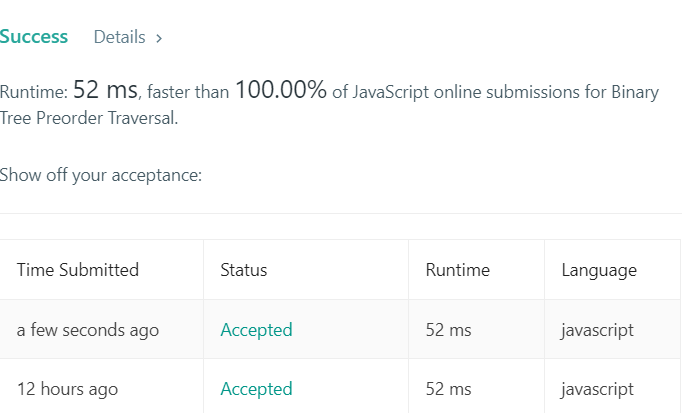 Success Details >
Runtime: 52 ms, faster than 100.00% of JavaScript online submissions for Binary
Tree Preorder Traversal.
Show off your acceptance:
Time Submitted Status Runtime Language
a few seconds ago Accepted 52 ms javascript
12 hours ago Accepted 52 ms javascript